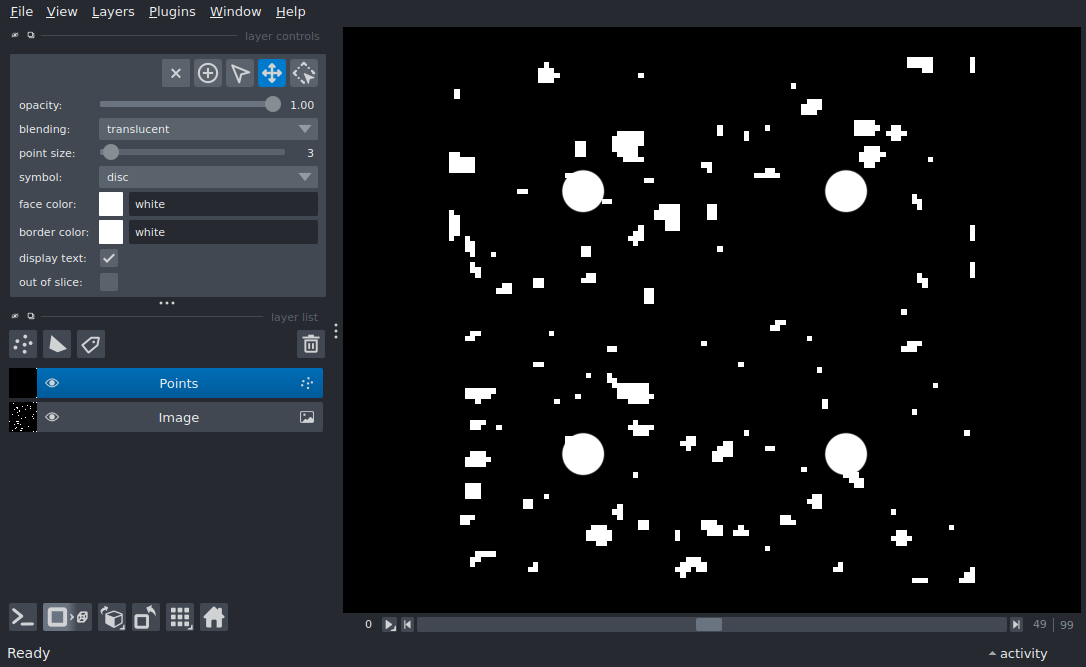 File View Layers Plugins Window Help
layer controls
opacity: 1.00
blending: translucent
point size: 3
symbol: disc
face color: white
border color: white
display text:
out of slice:
layer list
Points
Image
0 49 | 99
Ready activity